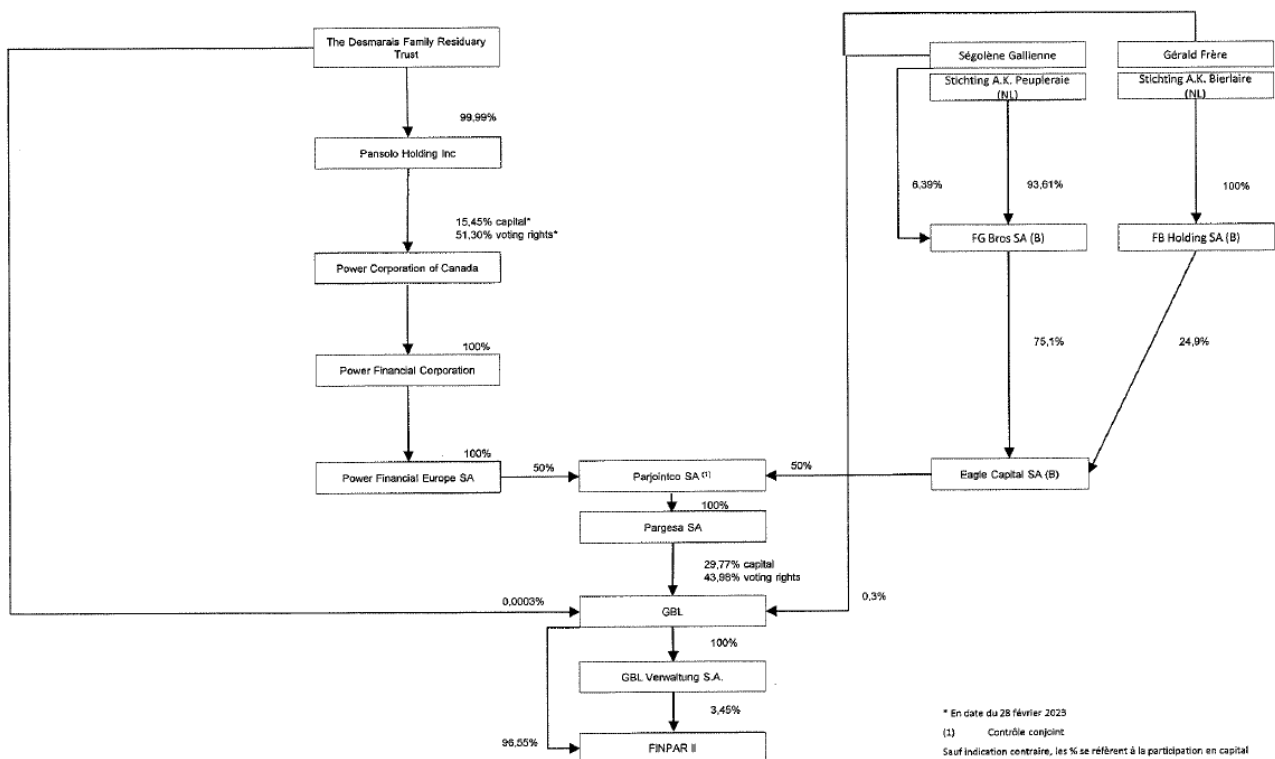 The Desmarais Family Residuary
Trust
Ségolène Gallienne
Gérald Frère
Stichting A.K. Peupleraie
(NL)
Stichting A.K. Bierlaire
(NL)
99,99%
Pansolo Holding Inc
6,39%
93,61%
100%
15,45% capital*
51,30% voting rights*
FG Bros SA (B)
FB Holding SA (B)
Power Corporation of Canada
75,1%
24,9%
100%
Power Financial Corporation
100%
Power Financial Europe SA
50%
Parjointco SA (1)
50%
Eagle Capital SA (B)
100%
Pargesa SA
29,77% capital
43,98% voting rights
0,0003%
GBL
0,3%
100%
GBL Verwaltung S.A.
3,45%
96,55%
FINPAR II
* En date du 28 février 2023
(1) Contrôle conjoint
Sauf indication contraire, les % se réfèrent à la participation en capital